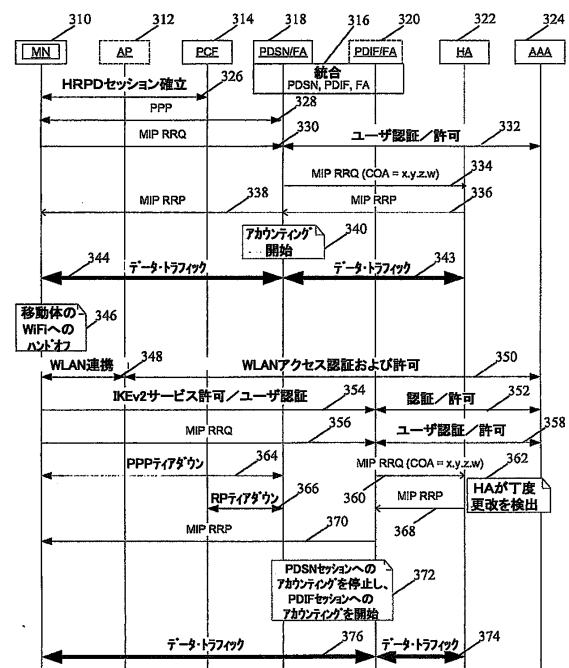 310 312 314 318 316 320 322 324
MN AP PCF PDSN/FA PDIF/FA HA AAA
統合
PDSN, PDIF, FA
HRPDセッション確立 326
PPP 328
MIP RRQ 330 ユーザ認証/許可 332
MIP RRQ (COA = x.y.z.w) 334
MIP RRP 338 MIP RRP 336
アカウンティング
開始
340
344 データ・トラフィック データ・トラフィック 343
移動体の
WiFiへの
ハンドオフ
346
WLAN連携 348 WLANアクセス認証および許可 350
IKEv2サービス許可/ユーザ認証 354 認証/許可 352
MIP RRQ 356 ユーザ認証/許可 358
PPPティアダウン 364 MIP RRQ (COA = x.y.z.w) 362
360
RPティアダウン 366 MIP RRP
368
HAが丁度
更改を検出
MIP RRP 370
PDSNセッションへの
アカウンティングを停止し、
PDIFセッションへの
アカウンティングを開始
372
データ・トラフィック 376 データ・トラフィック 374